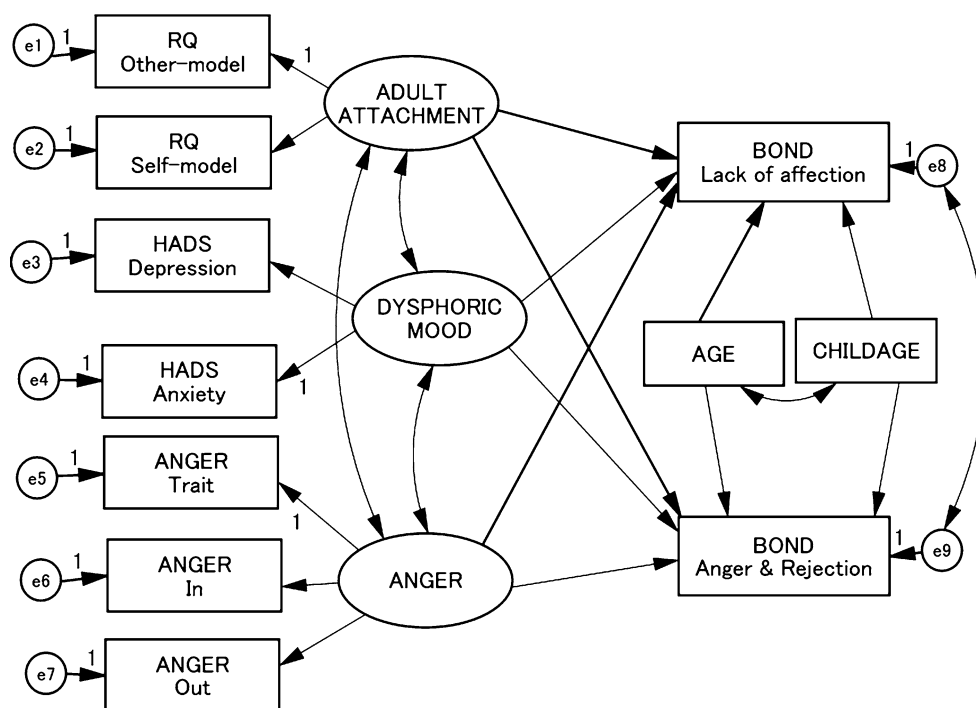 e1
1
RQ
Other-model
1
ADULT
ATTACHMENT
e2
1
RQ
Self-model
BOND
Lack of affection
1
e8
e3
1
HADS
Depression
DYSPHORIC
MOOD
AGE
CHILDAGE
e4
1
HADS
Anxiety
1
e5
1
ANGER
Trait
1
e6
1
ANGER
In
ANGER
BOND
Anger & Rejection
1
e9
e7
1
ANGER
Out